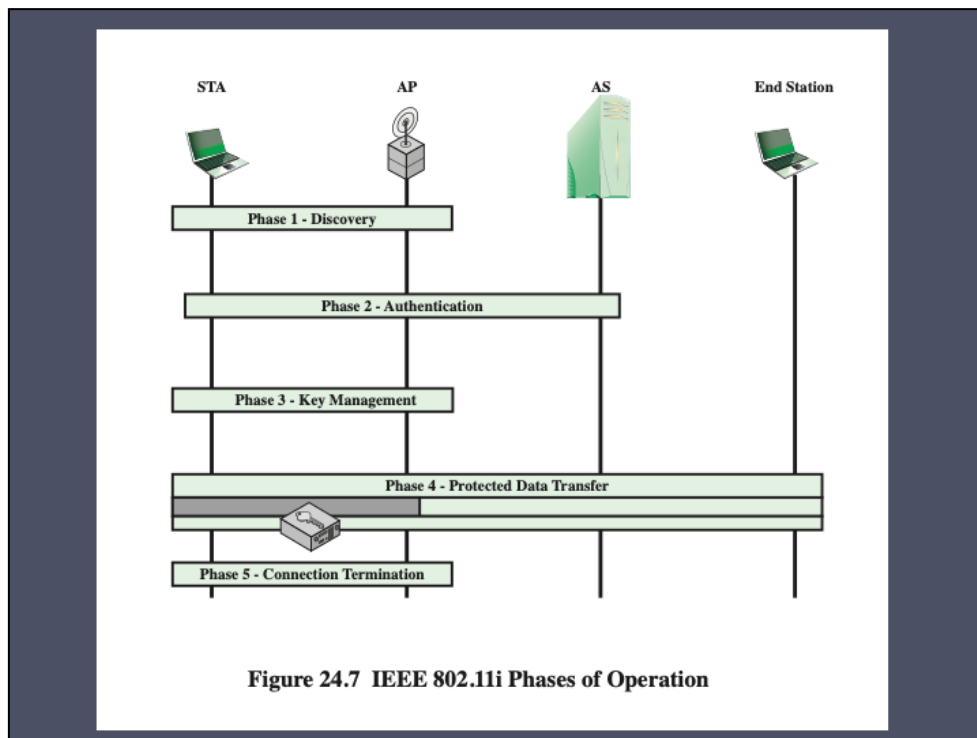 STA AP AS End Station
Phase 1 - Discovery
Phase 2 - Authentication
Phase 3 - Key Management
Phase 4 - Protected Data Transfer
Phase 5 - Connection Termination
Figure 24.7 IEEE 802.11i Phases of Operation